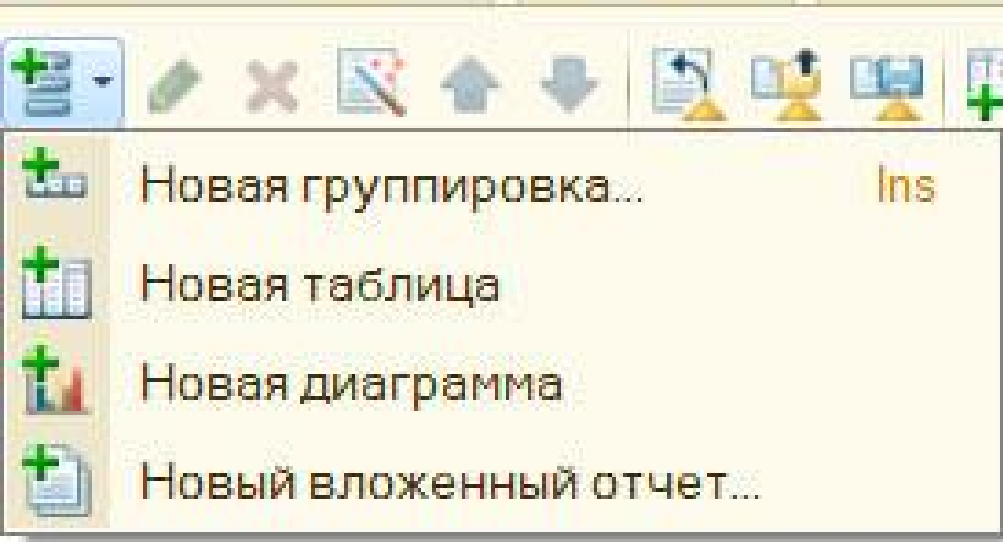 Новая группировка... Ins
Новая таблица
Новая диаграмма
Новый вложенный отчет...